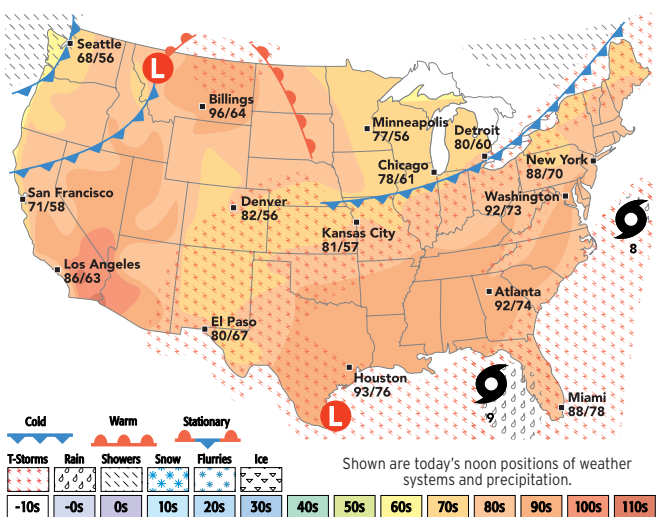 Seattle
68/56
L
Billings
96/64
Minneapolis
77/56
Detroit
80/60
Chicago
78/61
New York
88/70
San Francisco
71/58
Denver
82/56
Washington
92/73
Kansas City
81/57
8
Los Angeles
86/63
Atlanta
92/74
El Paso
80/67
Houston
93/76
9
Miami
88/78
L
Cold
Warm
Stationary
T-Storms
Rain
Showers
Snow
Flurries
Ice
Shown are today's noon positions of weather
systems and precipitation.
-10s
-0s
0s
10s
20s
30s
40s
50s
60s
70s
80s
90s
100s
110s